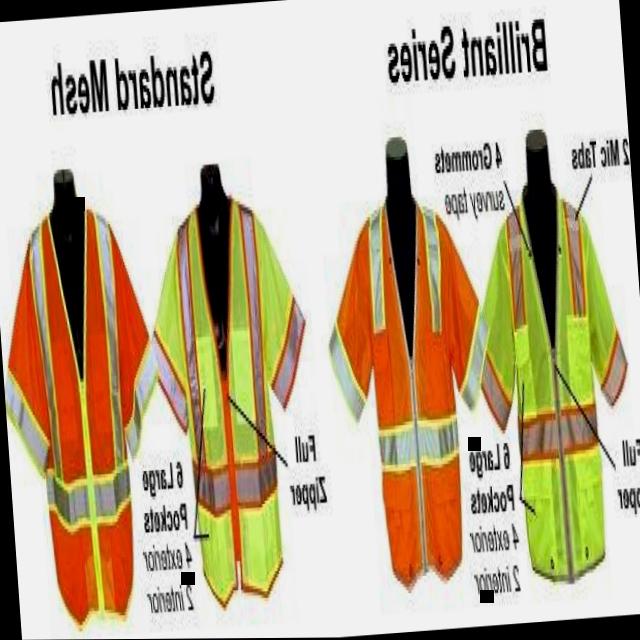 Brilliant Series
Standard Mesh
2 Mic Tabs
4 Grommets
survey tape
Full
Zipper
6 Large
Pockets
4 exterior
2 interior
Full
Zipper
6 Large
Pockets
4 exterior
2 interior